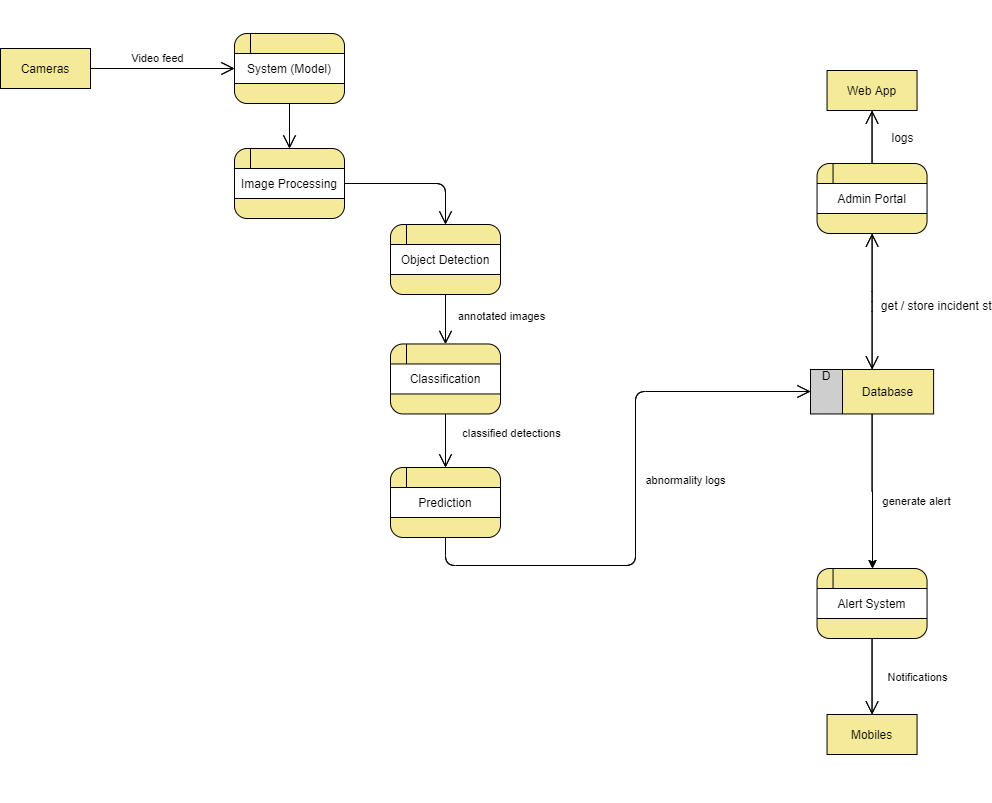 Cameras
Video feed
System (Model)
Image Processing
Object Detection
annotated images
Classification
classified detections
Prediction
abnormality logs
Web App
logs
Admin Portal
get / store incident st
D
Database
generate alert
Alert System
Notifications
Mobiles